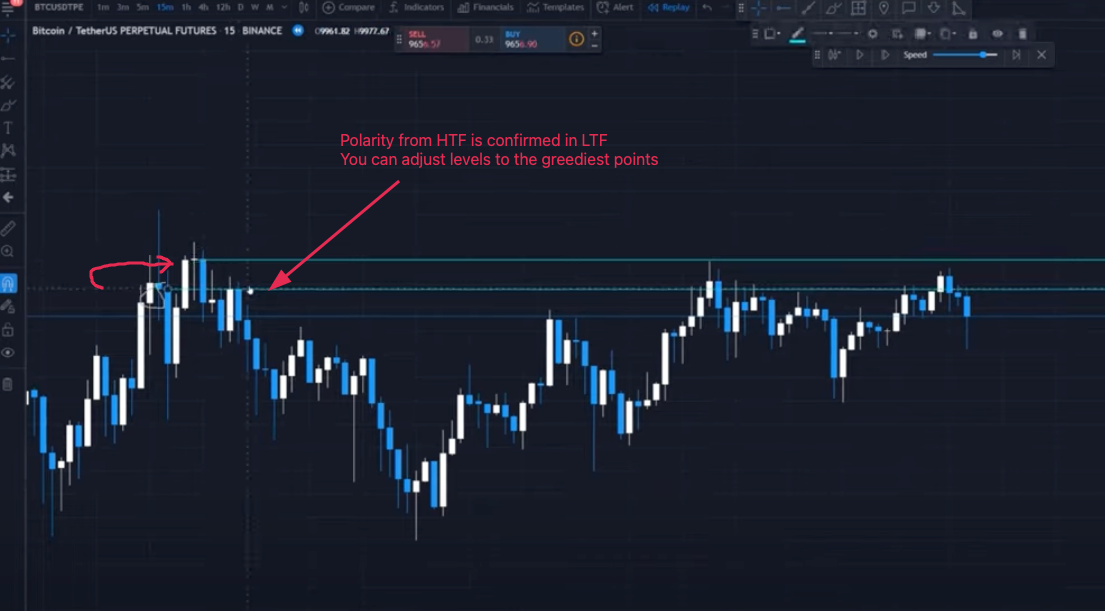 BTCUSDTPE 1m 3m 5m 15m 1h 4h 12h D W M Compare Indicators Financials Templates Alert Replay
Bitcoin / TetherUS PERPETUAL FUTURES · 15 BINANCE O9961.82 H9977.67
SELL
9656.57
0.33
BUY
9656.90
Speed
Polarity from HTF is confirmed in LTF
You can adjust levels to the greediest points